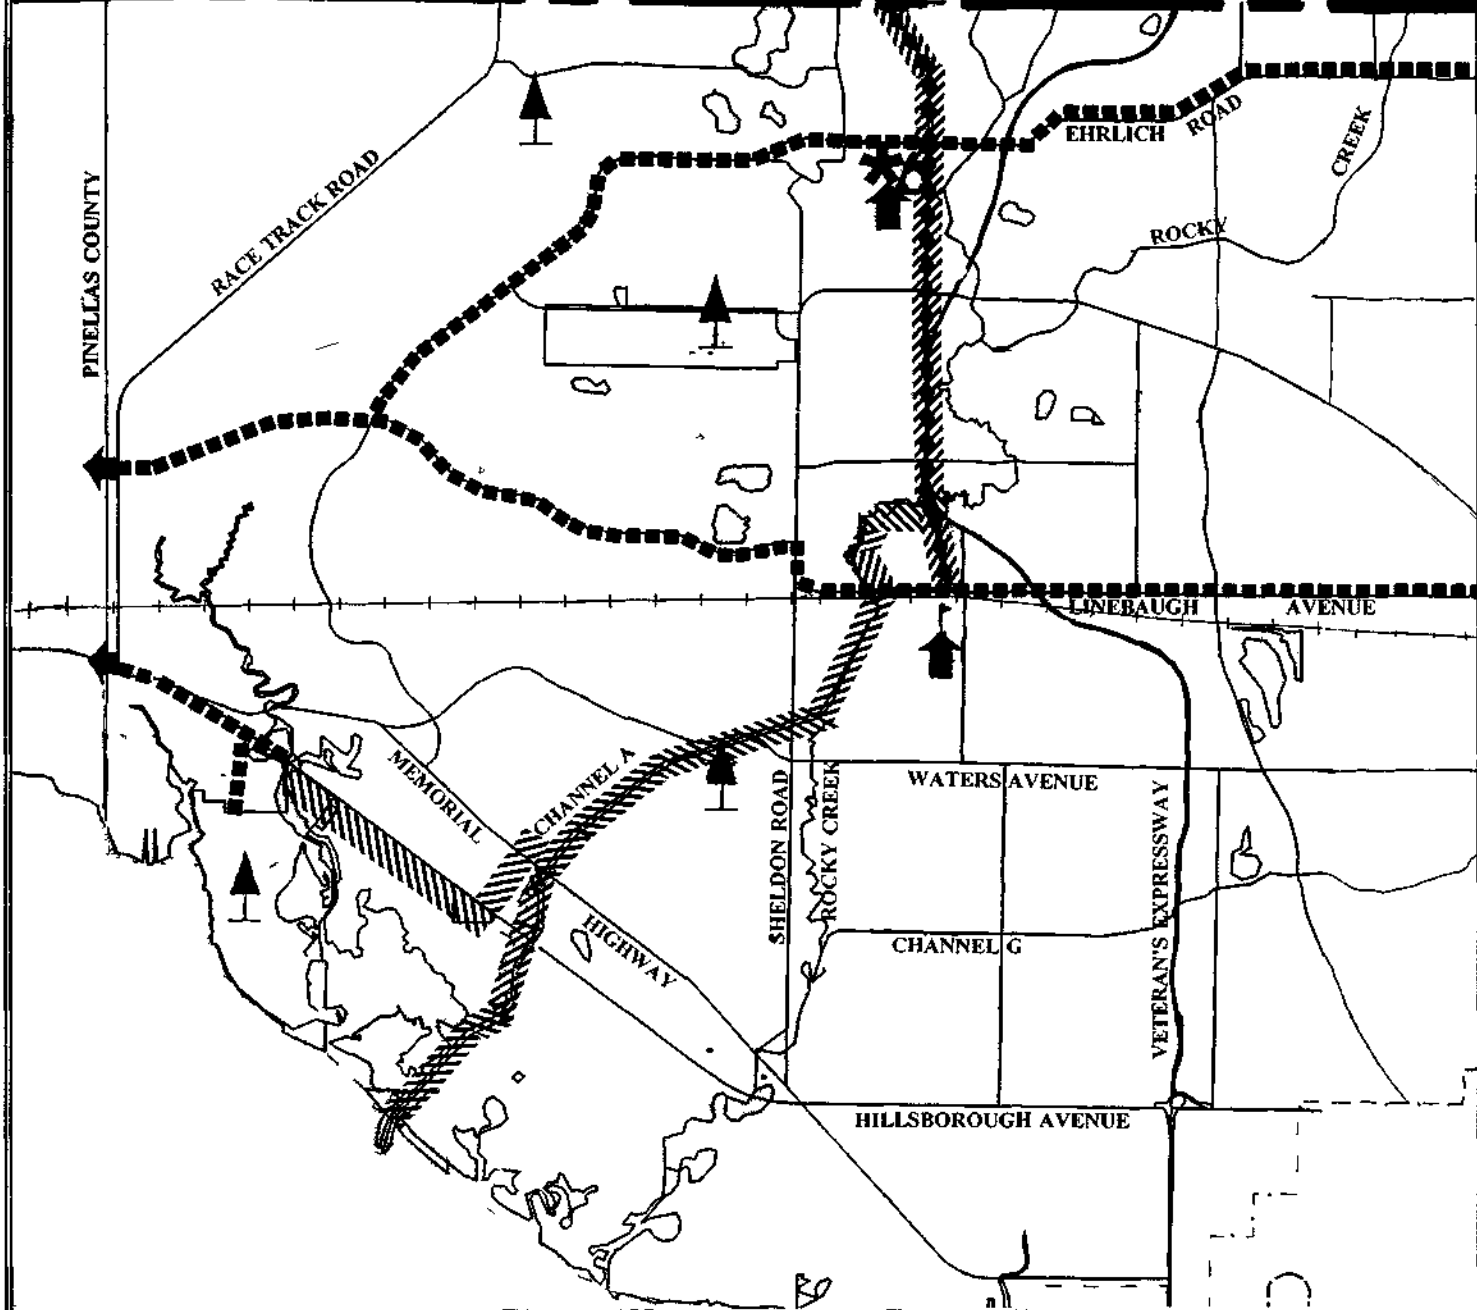 EHRLICH ROAD
CREEK
ROCKY
PINELLAS COUNTY
RACE TRACK ROAD
LINEBAUGH AVENUE
MEMORIAL
HIGHWAY
CHANNEL A
WATERS AVENUE
SHELDON ROAD
ROCKY CREEK
CHANNEL G
VETERAN'S EXPRESSWAY
HILLSBOROUGH AVENUE